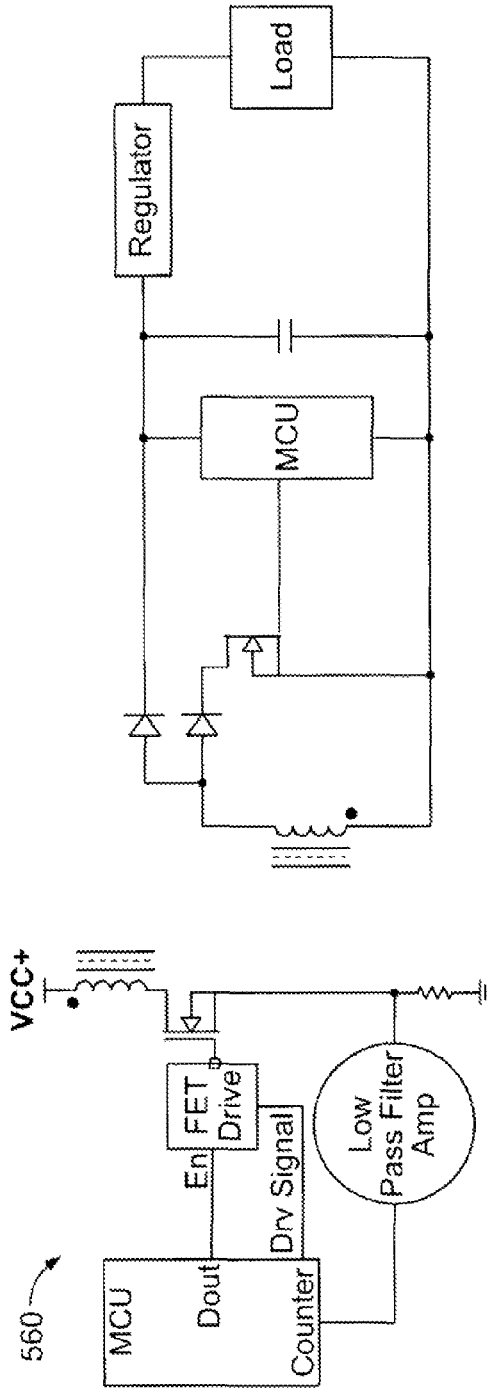 560
MCU
Dout
Counter
En
Drv Signal
FET
Drive
VCC+
Low
Pass Filter
Amp
MCU
Regulator
Load